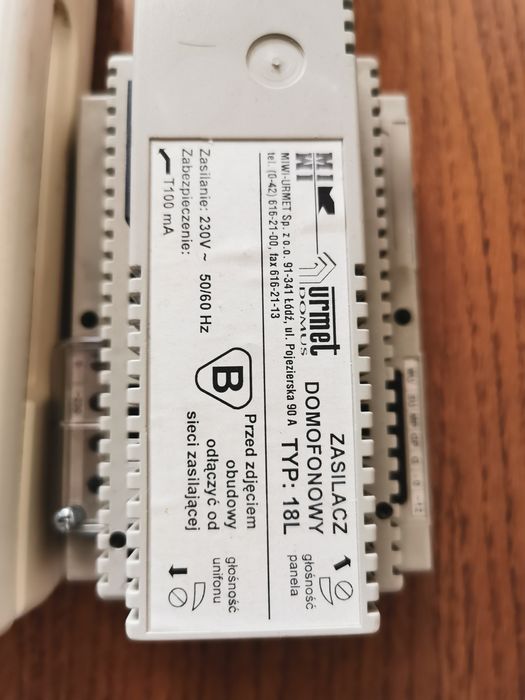 MIWI
urmet
DOMUS
MIWI-URMET Sp. z o.o. 91-341 Łódź, ul. Pojezierska 90 A
tel. (0-42) 616-21-00, fax 616-21-13
ZASILACZ
DOMOFONOWY
TYP: 18L
głośność
panela
Zasilanie: 230V ~ 50/60 Hz
Zabezpieczenie:
T100 mA
B
Przed zdjęciem
obudowy
odłączyć od
sieci zasilającej
głośność
unifonu